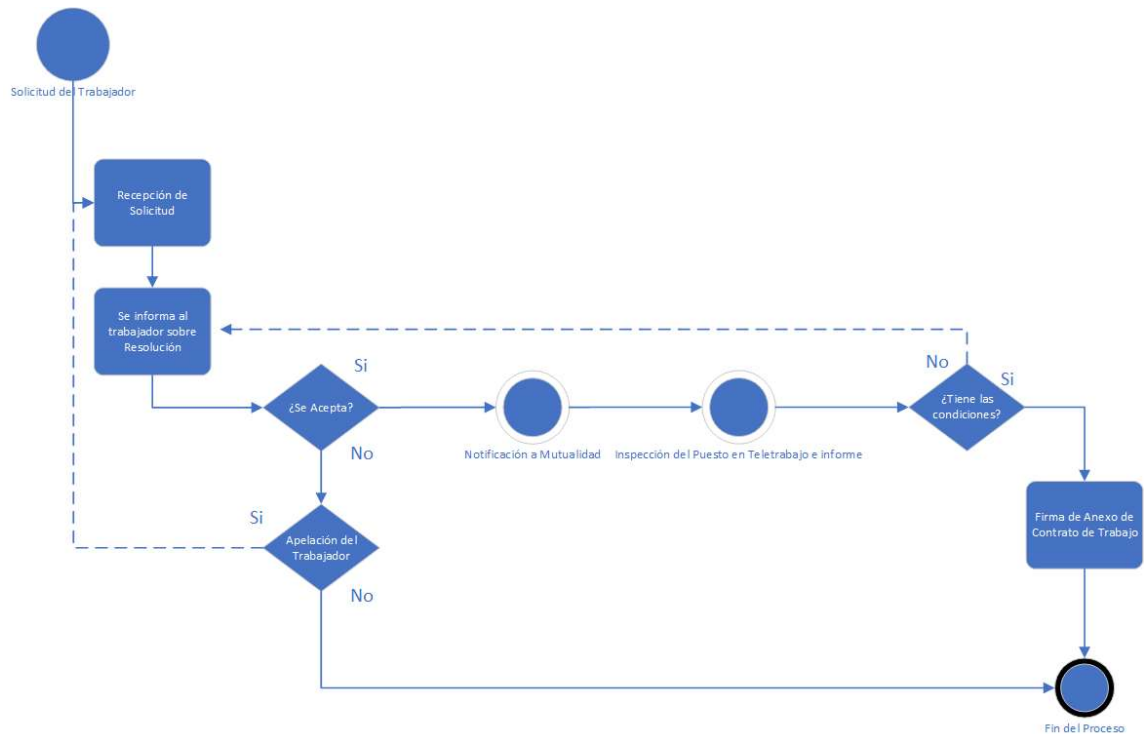 Solicitud del Trabajador
Recepción de
Solicitud
Se informa al
trabajador sobre
Resolución
¿Se Acepta?
Si
No
Notificación a Mutualidad
Inspección del Puesto en Teletrabajo e informe
¿Tiene las
condiciones?
No
Si
Apelación del
Trabajador
Si
No
Firma de Anexo de
Contrato de Trabajo
Fin del Proceso